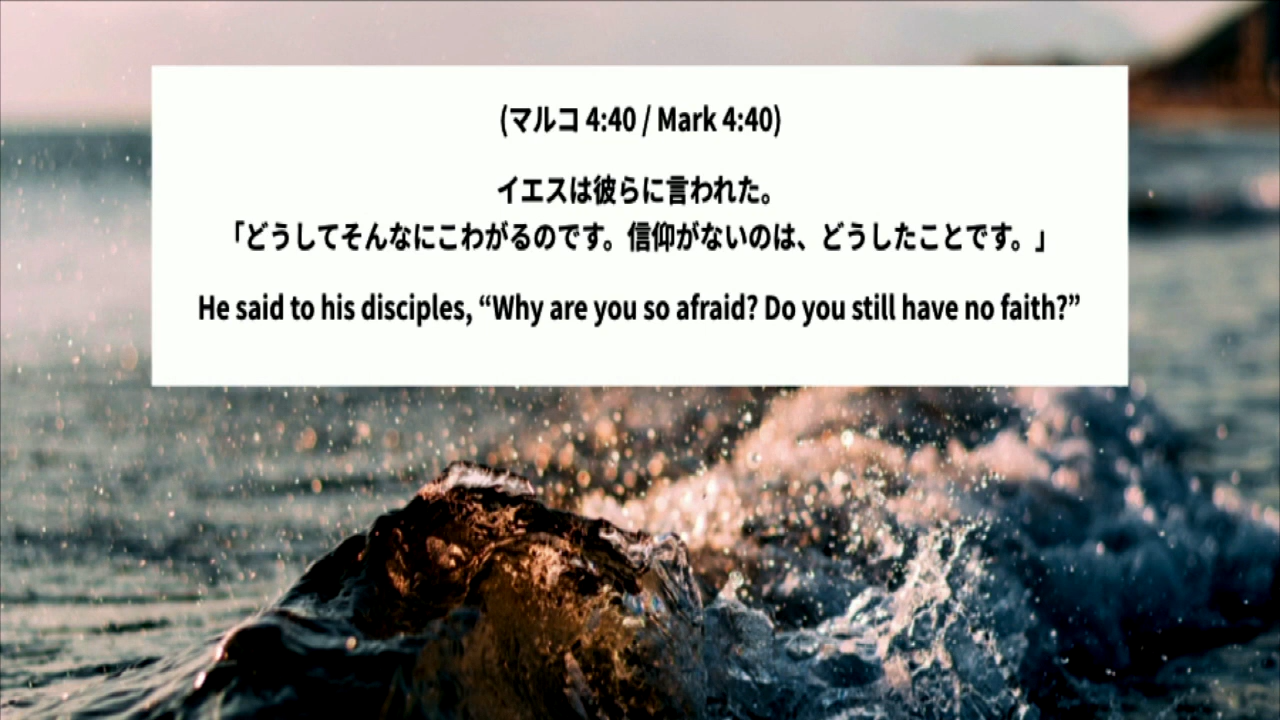 (マルコ 4:40 / Mark 4:40)
イエスは彼らに言われた。
「どうしてそんなにこわがるのです。信仰がないのは、どうしたことです。」
He said to his disciples, “Why are you so afraid? Do you still have no faith?”